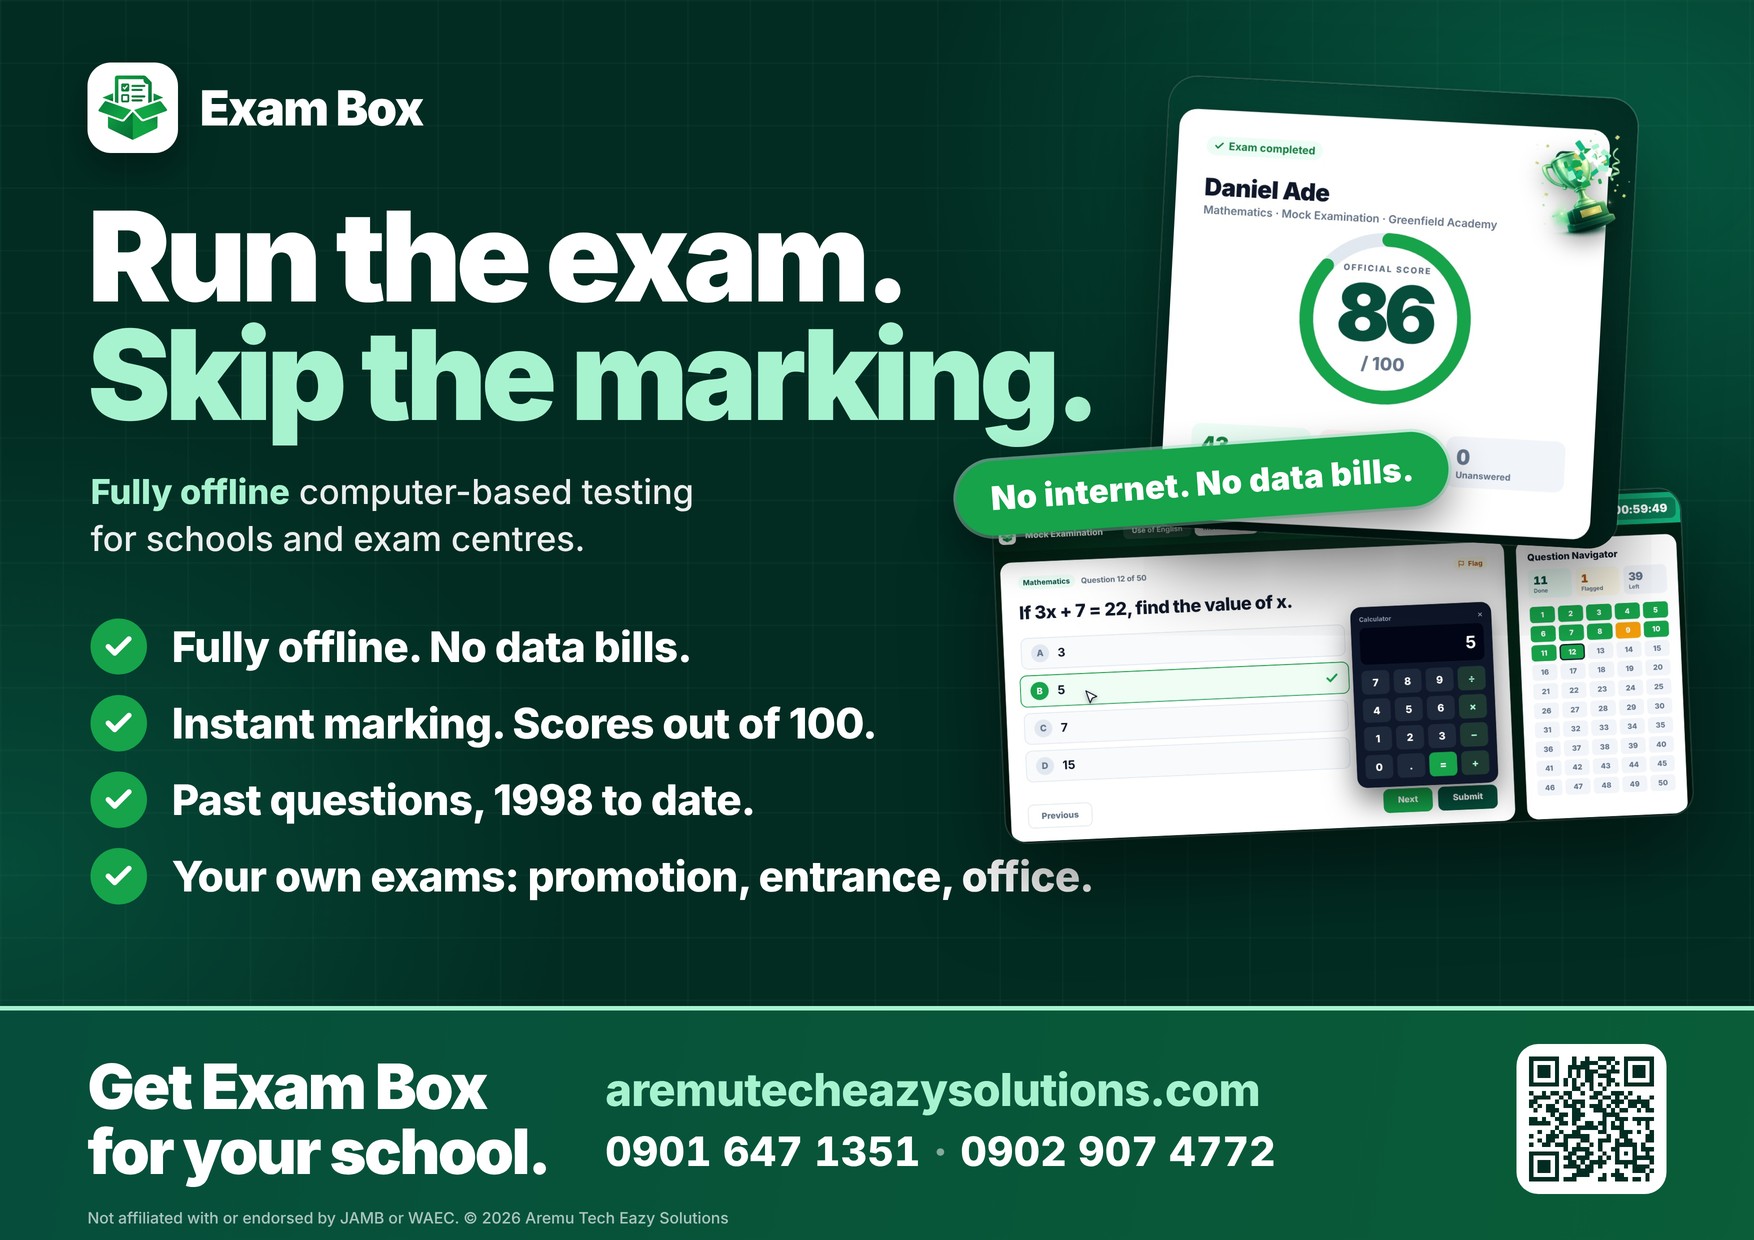 Exam Box
Run the exam.
Skip the marking.
Fully offline computer-based testing
for schools and exam centres.
Fully offline. No data bills.
Instant marking. Scores out of 100.
Past questions, 1998 to date.
Your own exams: promotion, entrance, office.
Exam completed
Daniel Ade
Mathematics · Mock Examination · Greenfield Academy
OFFICIAL SCORE
86
/ 100
0
Unanswered
No internet. No data bills.
Mock Examination
Use of English
00:59:49
Mathematics Question 12 of 50
Flag
If 3x + 7 = 22, find the value of x.
A 3
B 5
C 7
D 15
Previous
Next
Submit
Calculator ×
5
7 8 9 ÷
4 5 6 ×
1 2 3 −
0 . = +
Question Navigator
11 1 39
Done Flagged Left
1 2 3 4 5
6 7 8 9 10
11 12 13 14 15
16 17 18 19 20
21 22 23 24 25
26 27 28 29 30
31 32 33 34 35
36 37 38 39 40
41 42 43 44 45
46 47 48 49 50
Get Exam Box
for your school.
aremutecheazysolutions.com
0901 647 1351 · 0902 907 4772
Not affiliated with or endorsed by JAMB or WAEC. © 2026 Aremu Tech Eazy Solutions